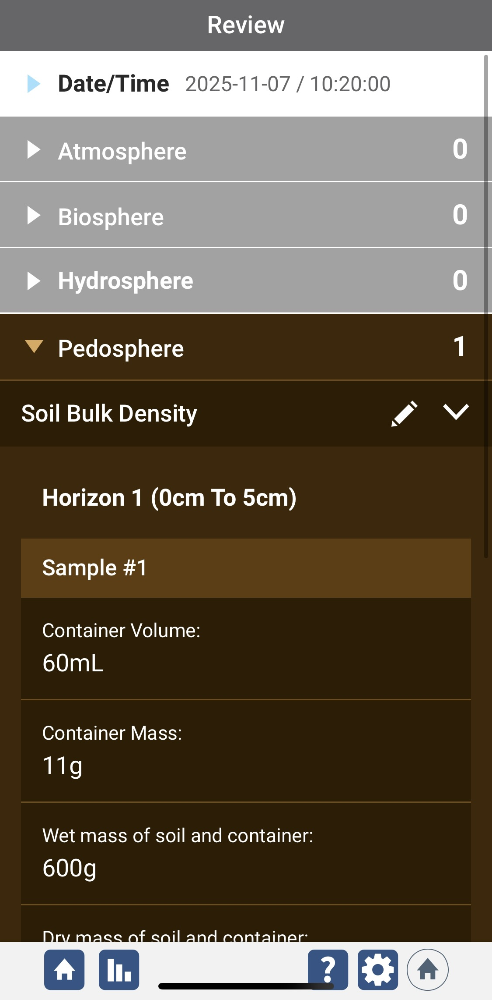 Review
Date/Time 2025-11-07 / 10:20:00
Atmosphere 0
Biosphere 0
Hydrosphere 0
Pedosphere 1
Soil Bulk Density
Horizon 1 (0cm To 5cm)
Sample #1
Container Volume:
60mL
Container Mass:
11g
Wet mass of soil and container:
600g
Dry mass of soil and container:
?